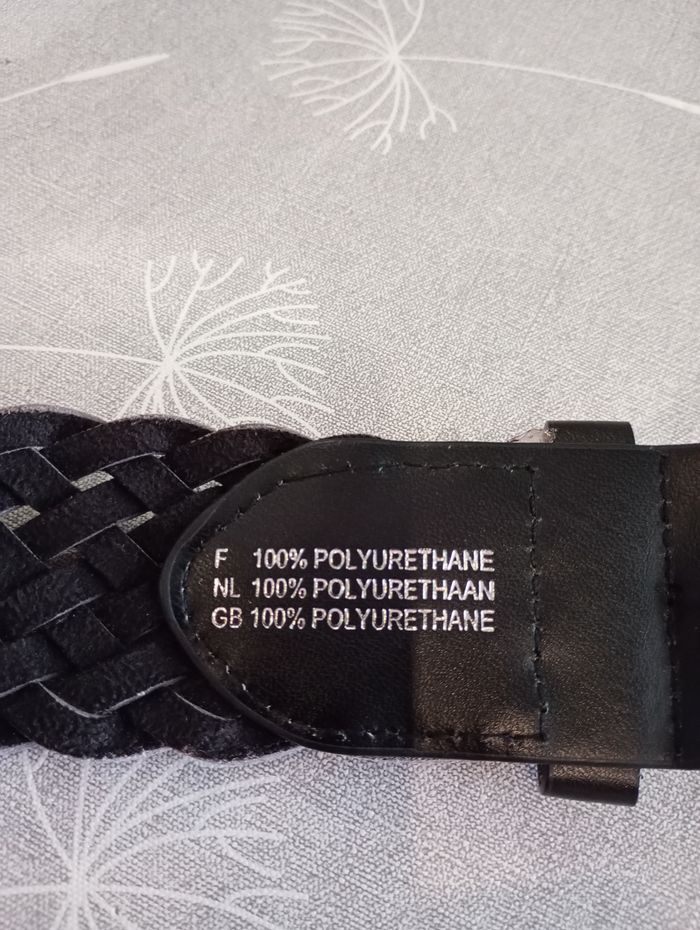 F 100% POLYURETHANE
NL 100% POLYURETHAAN
GB 100% POLYURETHANE